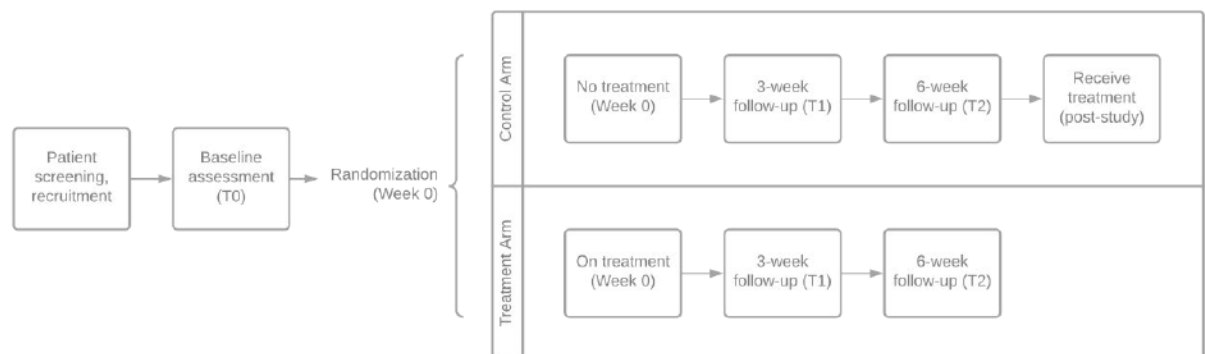 Patient
screening,
recruitment
Baseline
assessment
(T0)
Randomization
(Week 0)
Control Arm
No treatment
(Week 0)
3-week
follow-up (T1)
6-week
follow-up (T2)
Receive
treatment
(post-study)
Treatment Arm
On treatment
(Week 0)
3-week
follow-up (T1)
6-week
follow-up (T2)